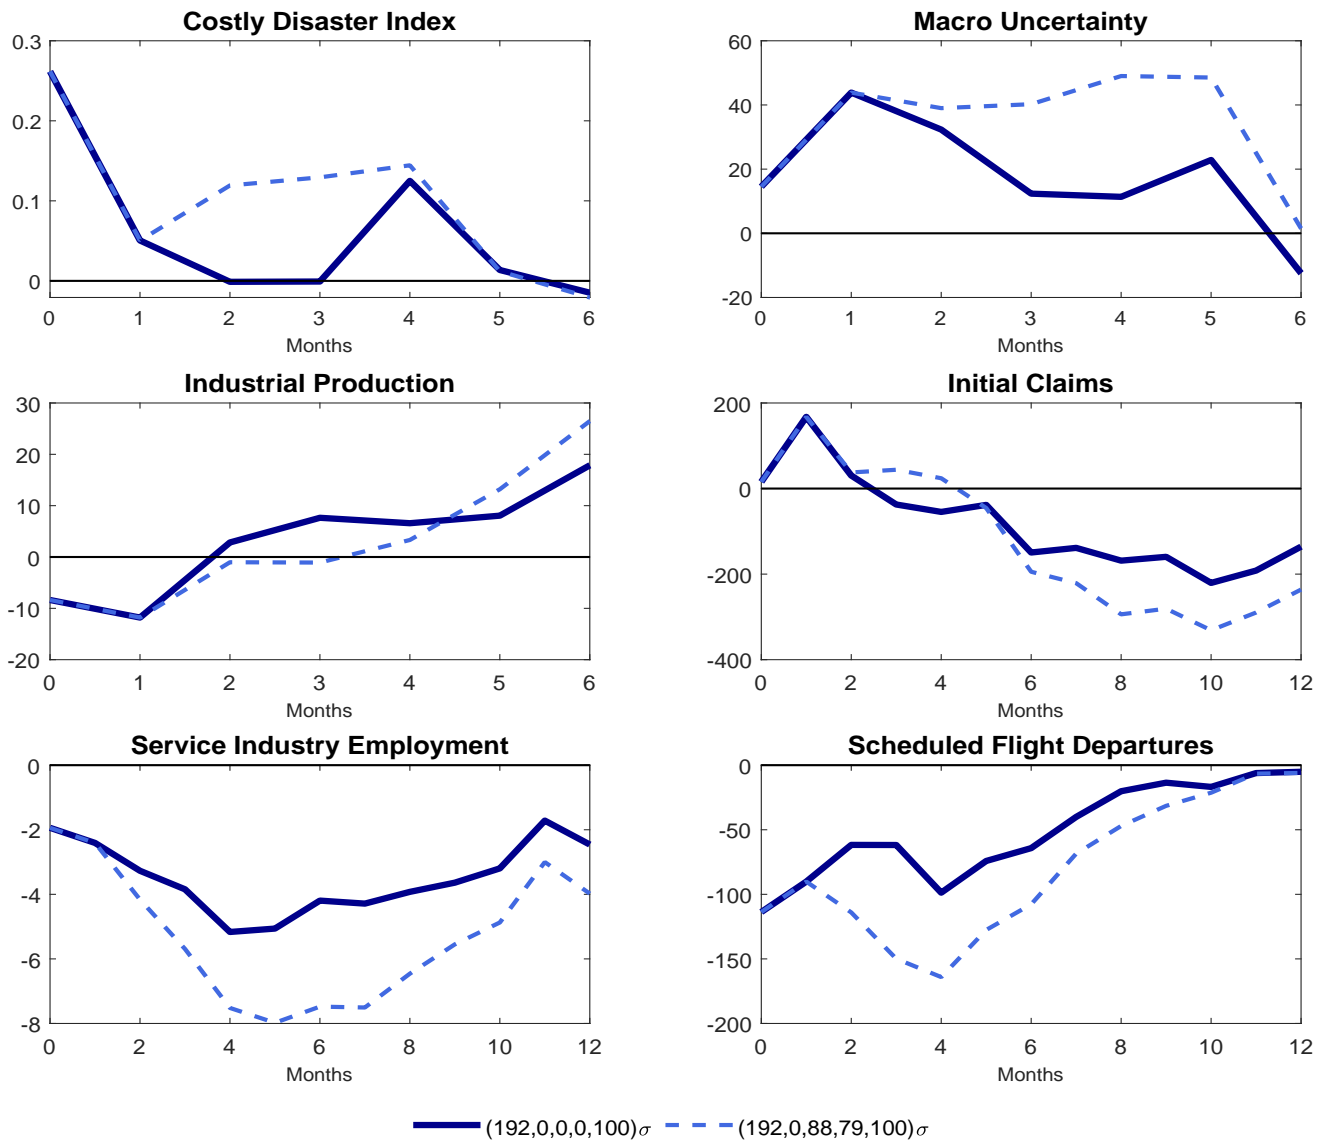 Costly Disaster Index
0.3
0.2
0.1
0
0 1 2 3 4 5 6
Months
Macro Uncertainty
60
40
20
0
-20
0 1 2 3 4 5 6
Months
Industrial Production
30
20
10
0
-10
-20
0 1 2 3 4 5 6
Months
Initial Claims
200
0
-200
-400
0 2 4 6 8 10 12
Months
Service Industry Employment
0
-2
-4
-6
-8
0 2 4 6 8 10 12
Months
Scheduled Flight Departures
0
-50
-100
-150
-200
0 2 4 6 8 10 12
Months
(192,0,0,0,100)σ (192,0,88,79,100)σ